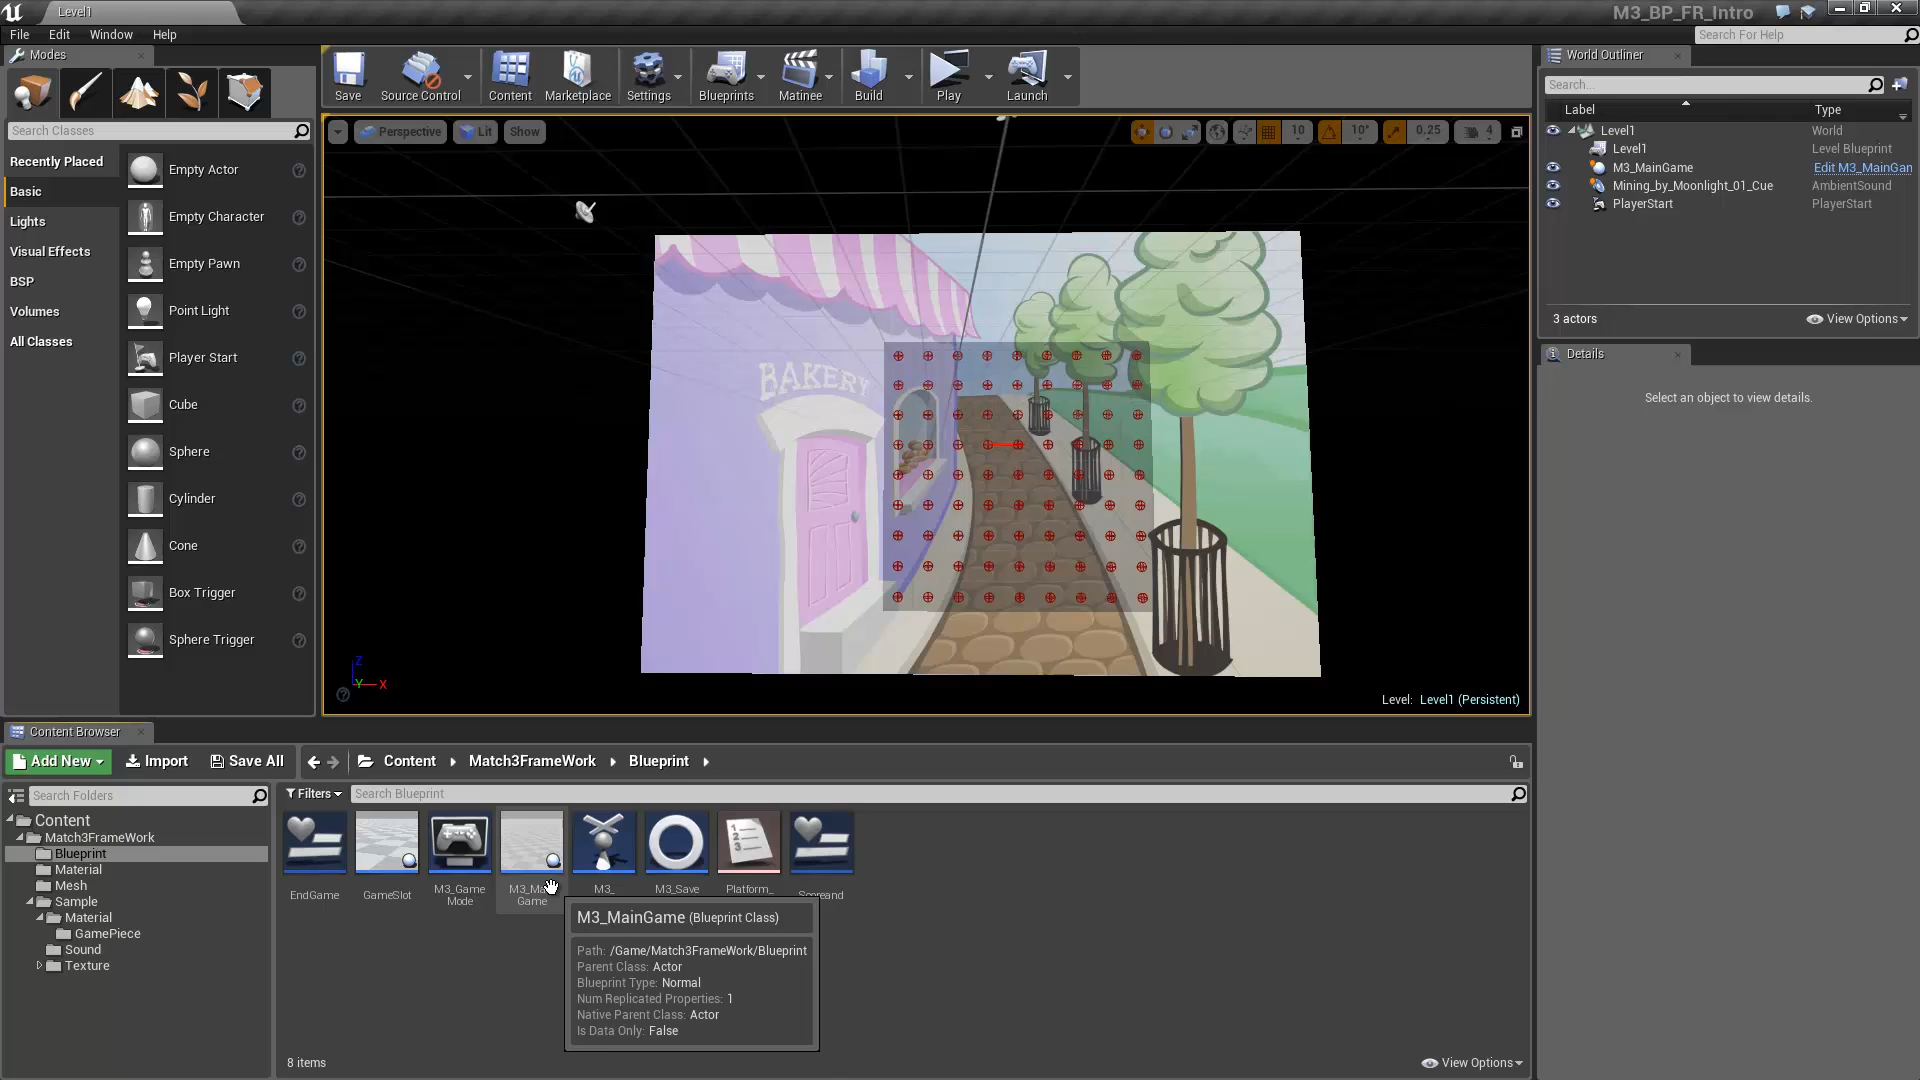 Level1
M3_BP_FR_Intro
File Edit Window Help
Search For Help
Modes
Search Classes
Recently Placed
Basic
Lights
Visual Effects
BSP
Volumes
All Classes
Empty Actor
Empty Character
Empty Pawn
Point Light
Player Start
Cube
Sphere
Cylinder
Cone
Box Trigger
Sphere Trigger
Save Source Control Content Marketplace Settings Blueprints Matinee Build Play Launch
Perspective Lit Show
10 10° 0.25 4
BAKERY
Z
Y X
Level: Level1 (Persistent)
World Outliner
Search...
Label Type
Level1 World
Level1 Level Blueprint
M3_MainGame Edit M3_MainGan
Mining_by_Moonlight_01_Cue AmbientSound
PlayerStart PlayerStart
3 actors View Options
Details
Select an object to view details.
Content Browser
Add New Import Save All Content Match3FrameWork Blueprint
Search Folders
Content
Match3FrameWork
Blueprint
Material
Mesh
Sample
Material
GamePiece
Sound
Texture
Filters Search Blueprint
EndGame
GameSlot
M3_Game
Mode
Game
M3_
M3_Save
Platform_
M3_MainGame (Blueprint Class)
Path: /Game/Match3FrameWork/Blueprint
Parent Class: Actor
Blueprint Type: Normal
Num Replicated Properties: 1
Native Parent Class: Actor
Is Data Only: False
8 items View Options